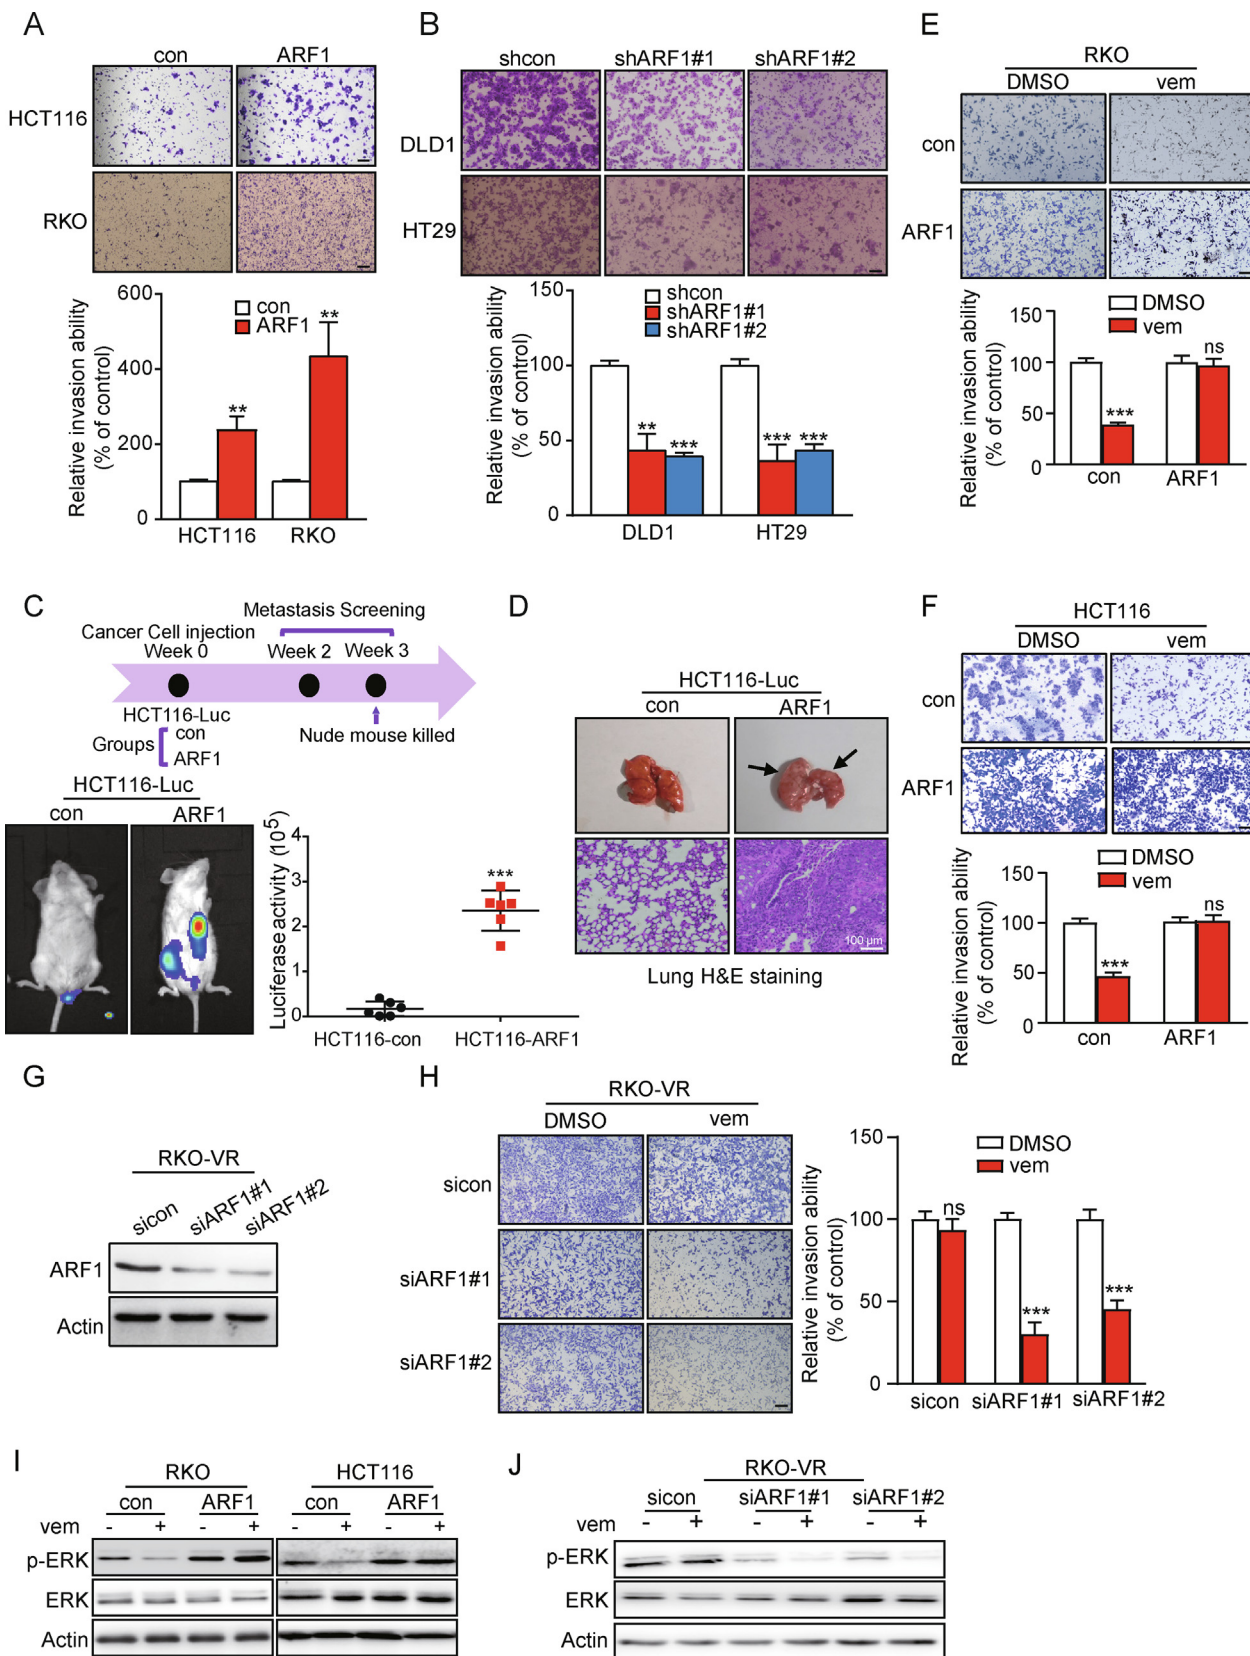 A
con ARF1
HCT116
RKO
Relative invasion ability
(% of control)
600
400
200
0
con
ARF1
**
**
HCT116 RKO
B
shcon shARF1#1 shARF1#2
DLD1
HT29
Relative invasion ability
(% of control)
150
100
50
0
shcon
shARF1#1
shARF1#2
** *** *** ***
DLD1 HT29
E
RKO
DMSO vem
con
ARF1
Relative invasion ability
(% of control)
150
100
50
0
DMSO
vem
*** ns
con ARF1
C
Metastasis Screening
Cancer Cell injection
Week 0 Week 2 Week 3
HCT116-Luc
Groups
con
ARF1
Nude mouse killed
HCT116-Luc
con ARF1
Luciferase activity (10⁵)
4
3
2
1
0
***
HCT116-con HCT116-ARF1
D
HCT116-Luc
con ARF1
100 µm
Lung H&E staining
F
HCT116
DMSO vem
con
ARF1
Relative invasion ability
(% of control)
150
100
50
0
DMSO
vem
*** ns
con ARF1
G
RKO-VR
sicon siARF1#1 siARF1#2
ARF1
Actin
H
RKO-VR
DMSO vem
sicon
siARF1#1
siARF1#2
Relative invasion ability
(% of control)
150
100
50
0
DMSO
vem
ns *** ***
sicon siARF1#1 siARF1#2
I
RKO HCT116
con ARF1 con ARF1
vem - + - + - + - +
p-ERK
ERK
Actin
J
RKO-VR
sicon siARF1#1 siARF1#2
vem - + - + - +
p-ERK
ERK
Actin